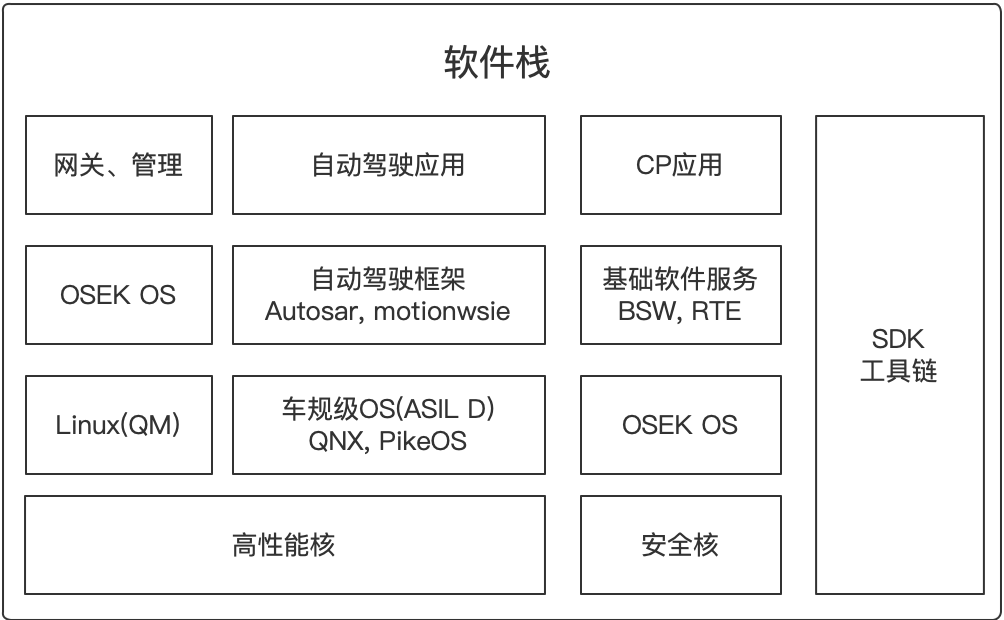 软件栈
网关、管理
自动驾驶应用
CP应用
OSEK OS
自动驾驶框架
Autosar, motionwsie
基础软件服务
BSW, RTE
SDK
工具链
Linux(QM)
车规级OS(ASIL D)
QNX, PikeOS
OSEK OS
高性能核
安全核